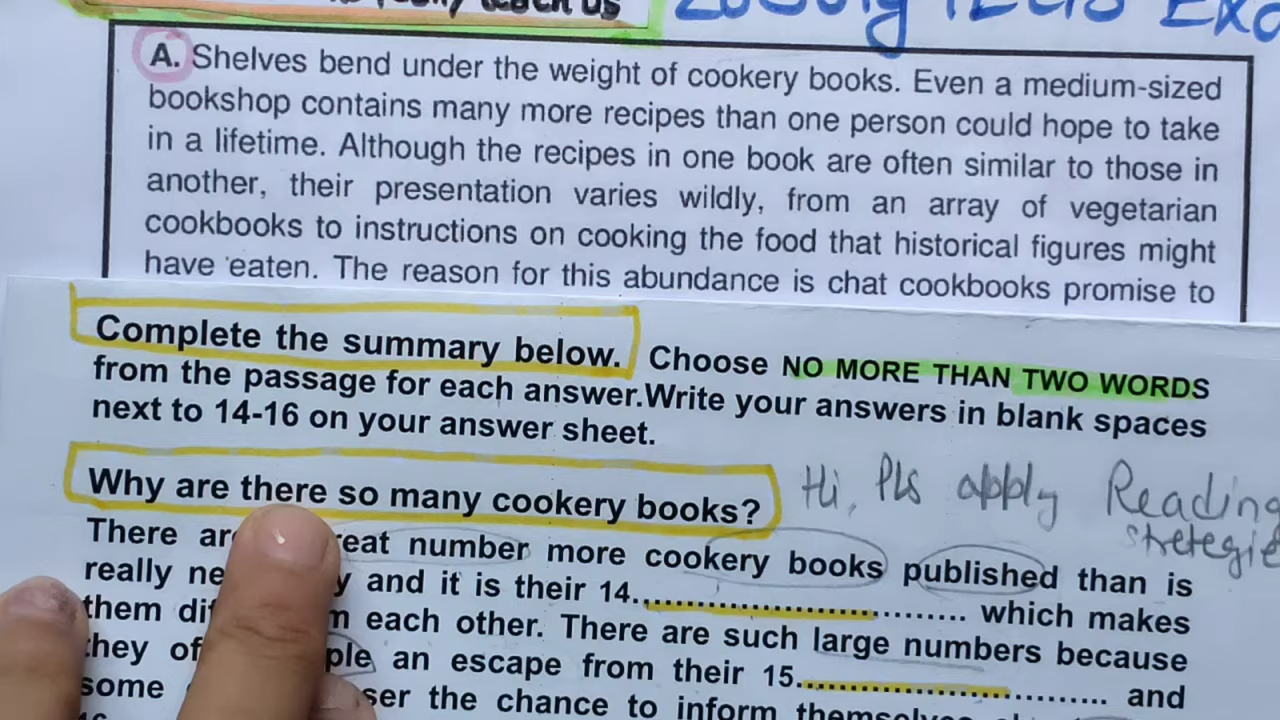 teach us
A. Shelves bend under the weight of cookery books. Even a medium-sized
bookshop contains many more recipes than one person could hope to take
in a lifetime. Although the recipes in one book are often similar to those in
another, their presentation varies wildly, from an array of vegetarian
cookbooks to instructions on cooking the food that historical figures might
have eaten. The reason for this abundance is chat cookbooks promise to
Complete the summary below. Choose NO MORE THAN TWO WORDS
from the passage for each answer.Write your answers in blank spaces
next to 14-16 on your answer sheet.
Why are there so many cookery books?
Hi, Pls apply Reading
There number more cookery books published than is
really and it is their 14................................. which makes
them each other. There are such large numbers because
they an escape from their 15................................. and
some the chance to inform